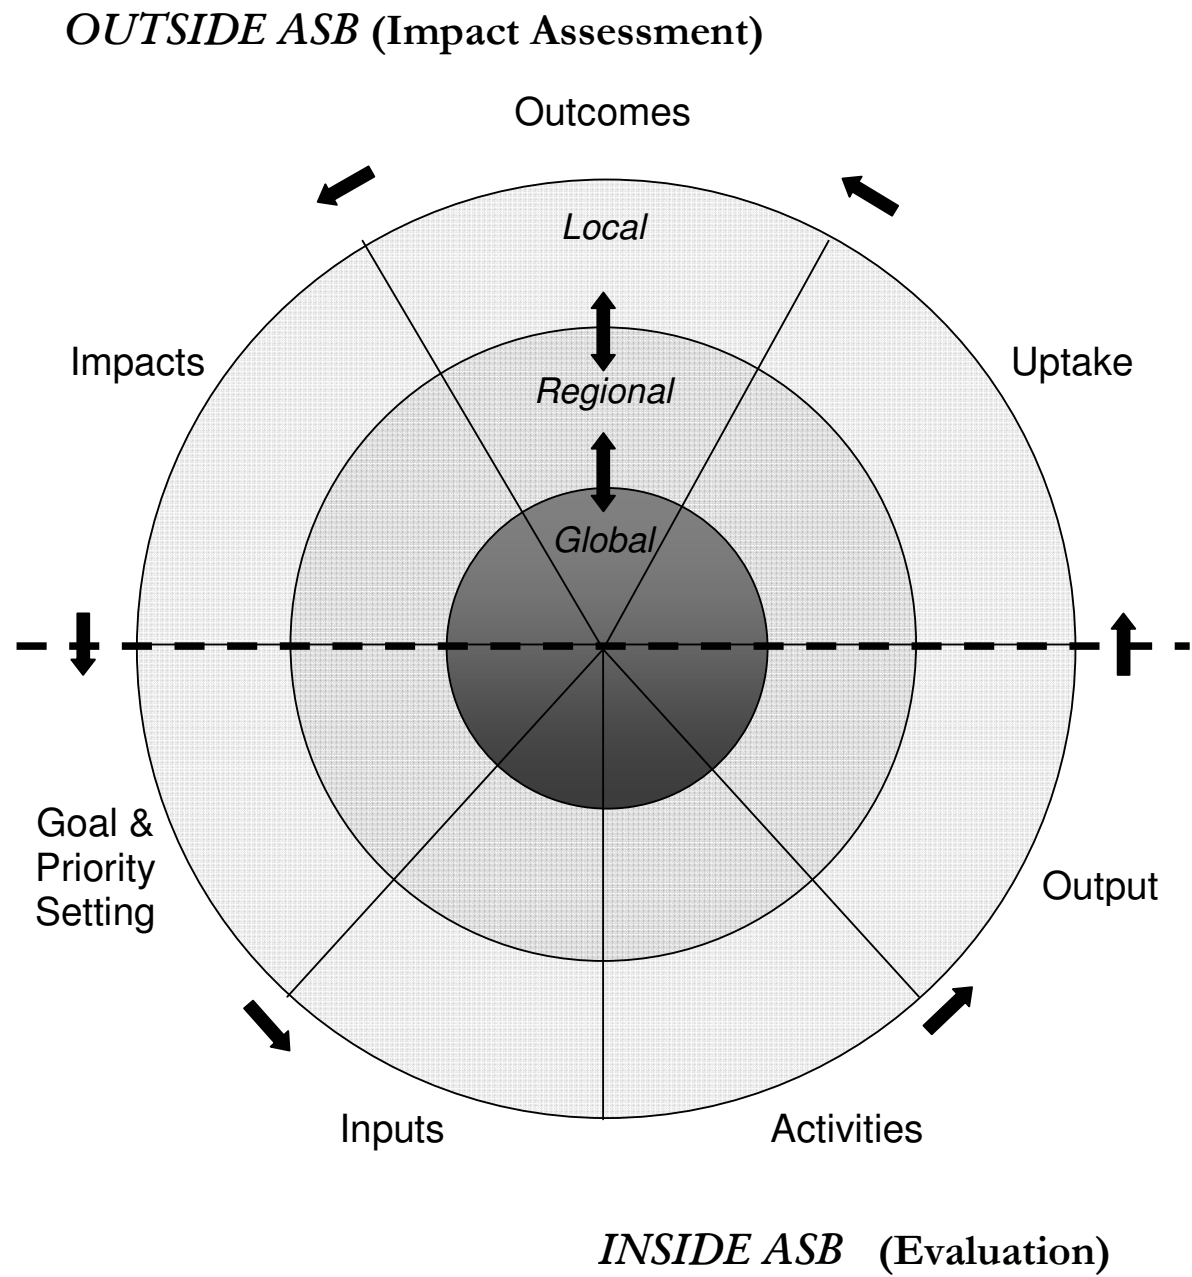 OUTSIDE ASB (Impact Assessment)
Outcomes
Local
Impacts
Uptake
Regional
Global
Goal &
Priority
Setting
Output
Inputs
Activities
INSIDE ASB (Evaluation)